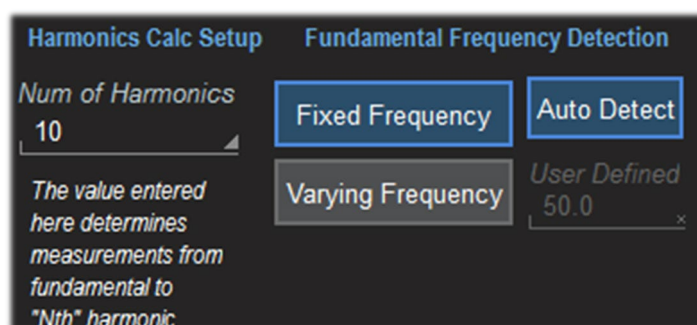 Harmonics Calc Setup
Fundamental Frequency Detection
Num of Harmonics
10
Fixed Frequency
Auto Detect
Varying Frequency
User Defined
50.0
The value entered
here determines
measurements from
fundamental to
"Nth" harmonic